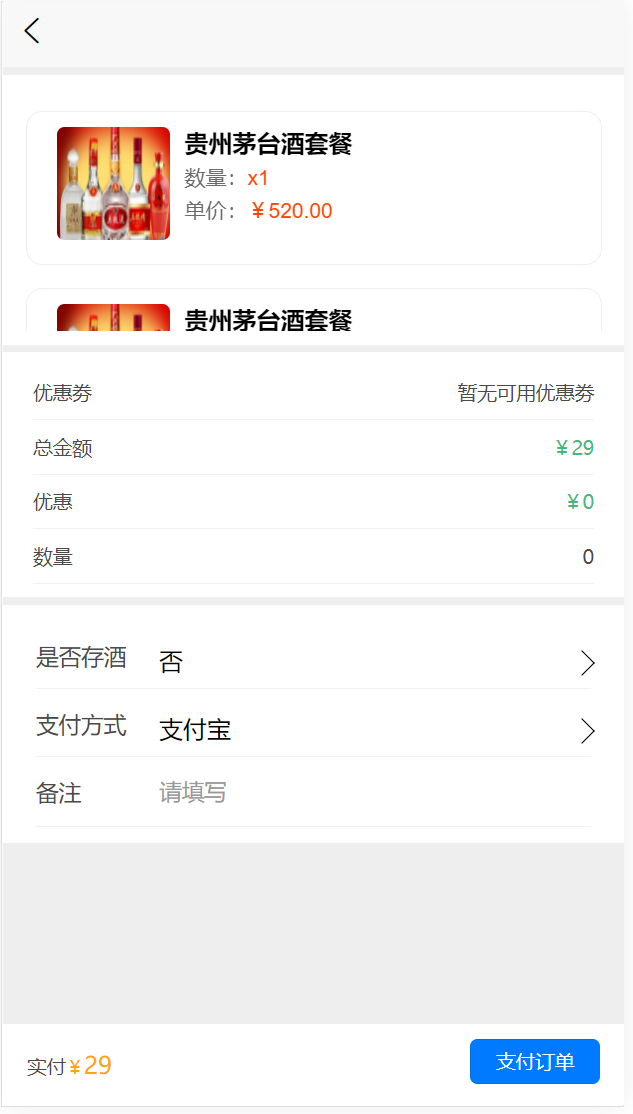 贵州茅台酒套餐
数量：x1
单价：￥520.00
贵州茅台酒套餐
优惠劵 暂无可用优惠劵
总金额 ￥29
优惠 ￥0
数量 0
是否存酒 否
支付方式 支付宝
备注 请填写
实付￥29 支付订单